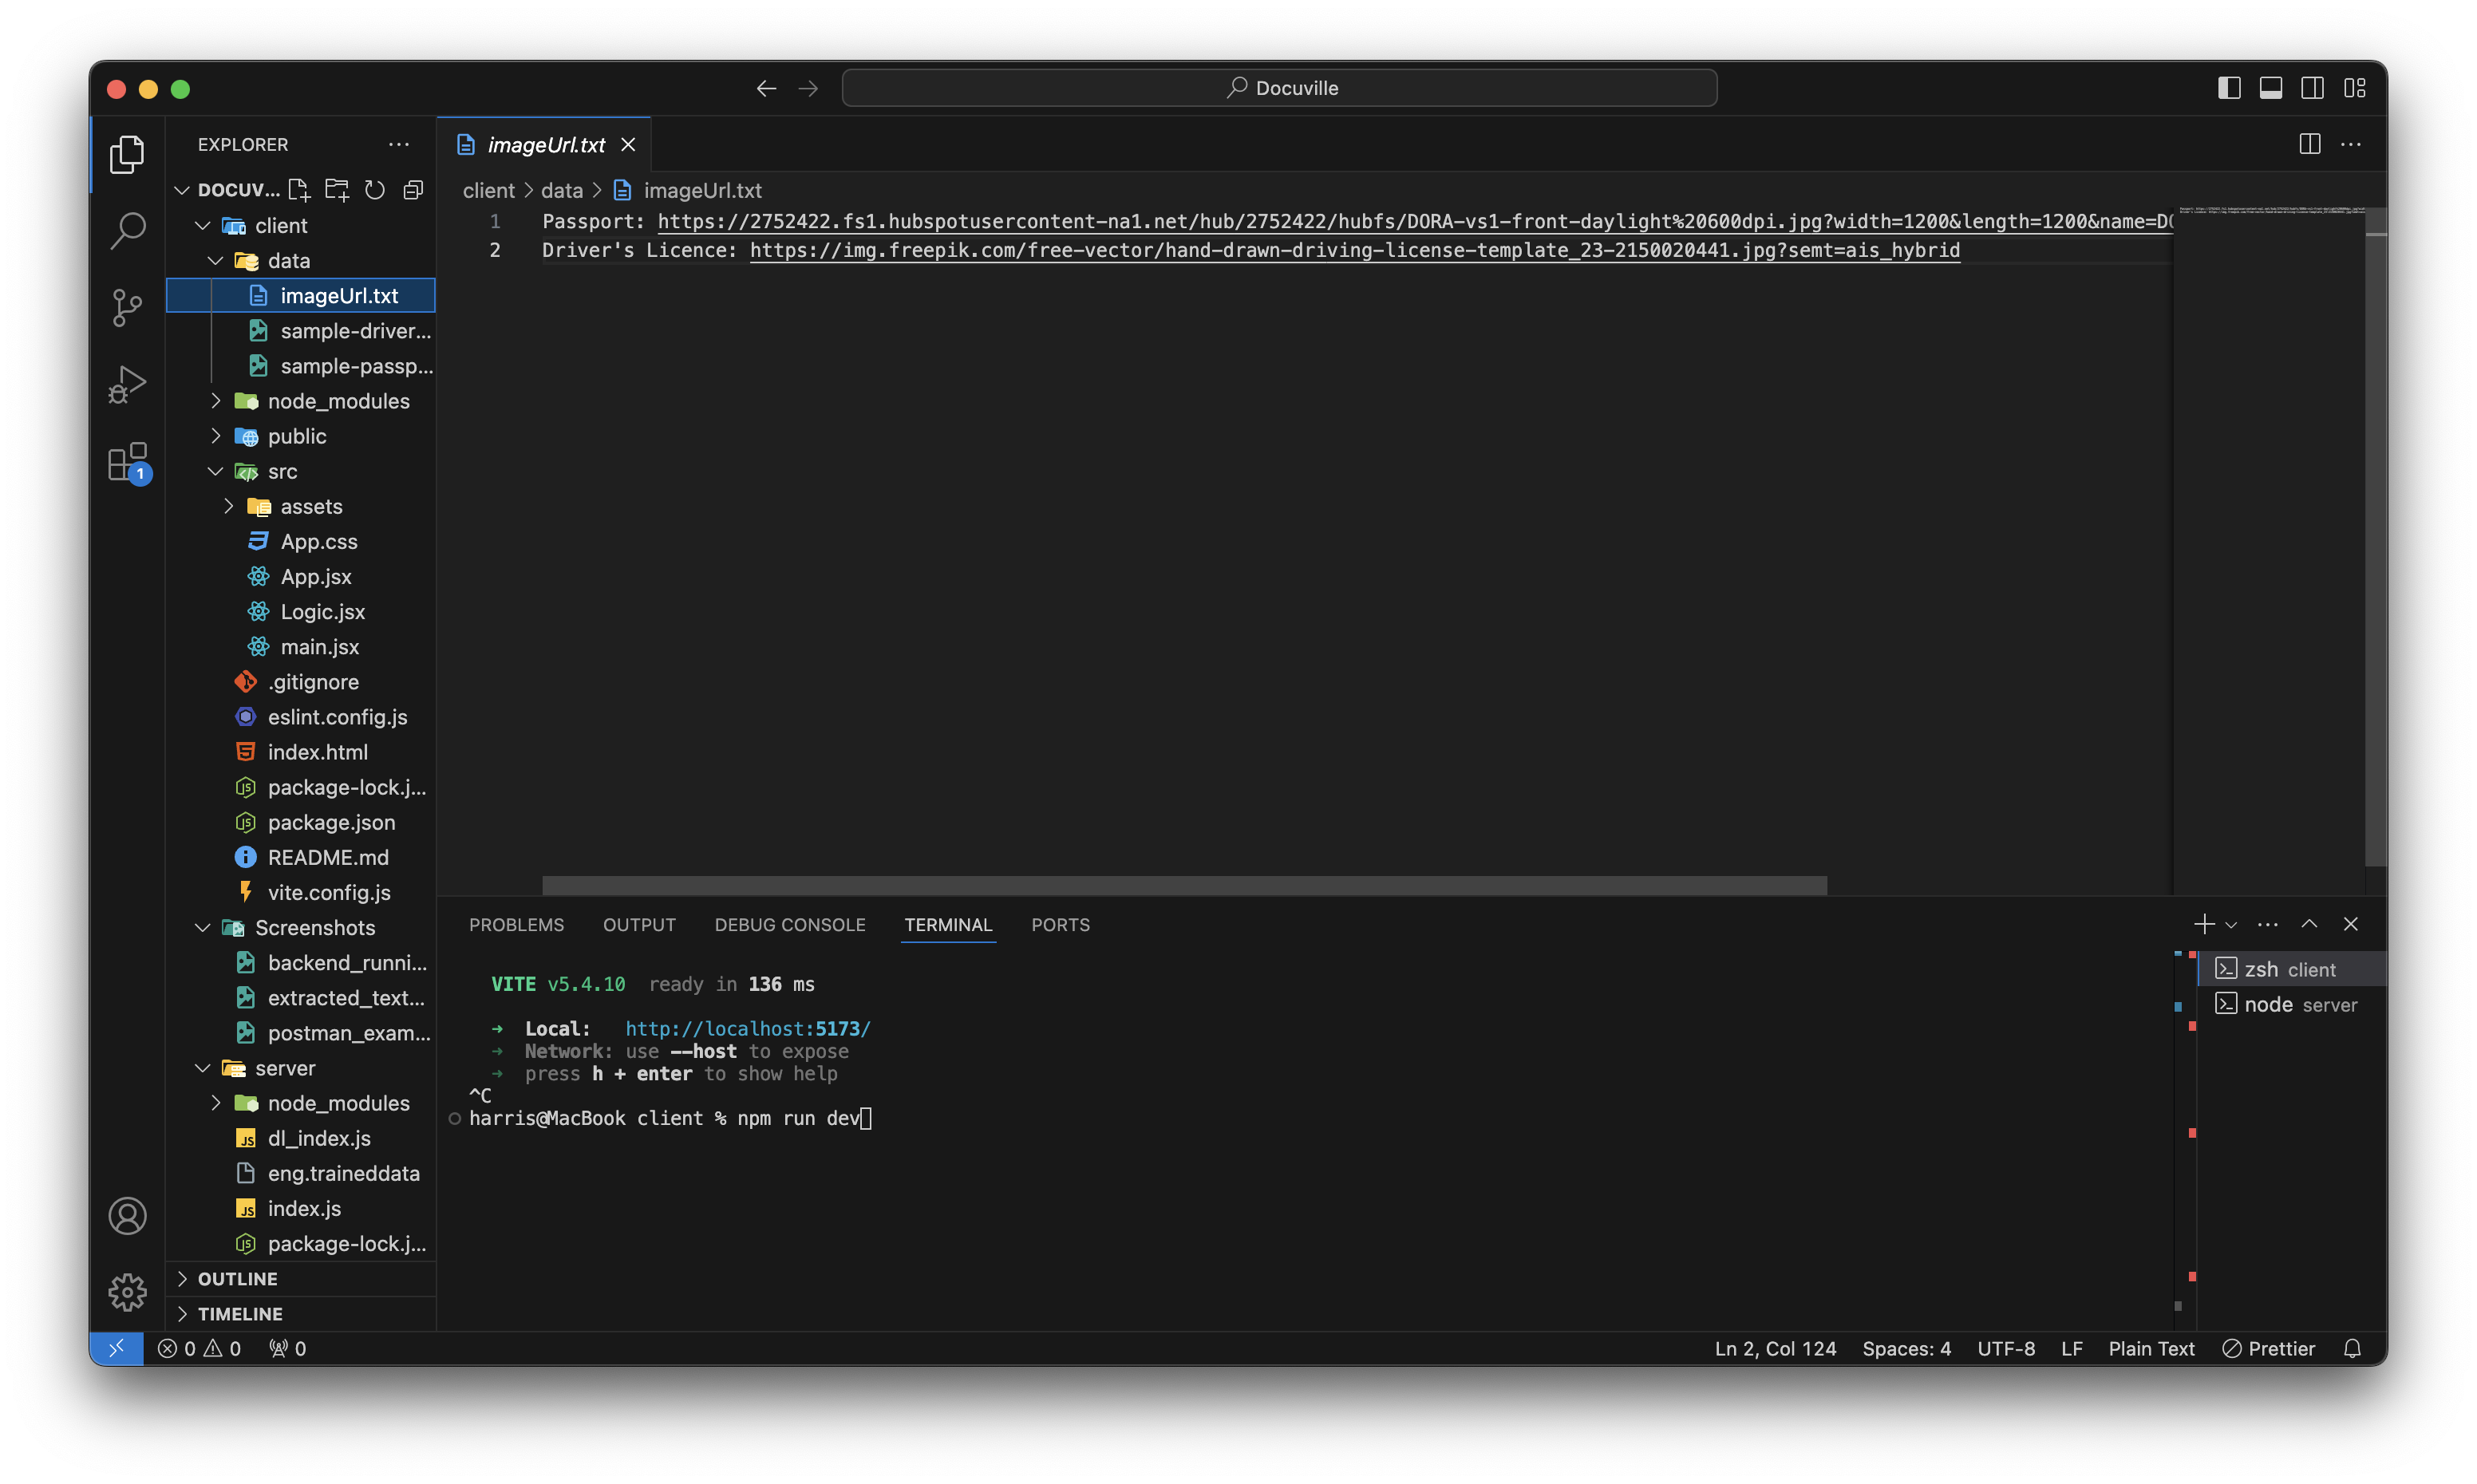 Docuville
EXPLORER
imageUrl.txt
DOCUV...
client > data > imageUrl.txt
client
data
imageUrl.txt
sample-driver...
sample-passp...
node_modules
public
src
assets
App.css
App.jsx
Logic.jsx
main.jsx
.gitignore
eslint.config.js
index.html
package-lock.j...
package.json
README.md
vite.config.js
Screenshots
backend_runni...
extracted_text...
postman_exam...
server
node_modules
dl_index.js
eng.traineddata
index.js
package-lock.j...
OUTLINE
TIMELINE
1
1 Passport: https://2752422.fs1.hubspotusercontent-na1.net/hub/2752422/hubfs/DORA-vs1-front-daylight%20600dpi.jpg?width=1200&length=1200&name=DO
2 Driver's Licence: https://img.freepik.com/free-vector/hand-drawn-driving-license-template_23-2150020441.jpg?semt=ais_hybrid
PROBLEMS OUTPUT DEBUG CONSOLE TERMINAL PORTS
VITE v5.4.10 ready in 136 ms
➜ Local: http://localhost:5173/
➜ Network: use --host to expose
➜ press h + enter to show help
^C
harris@MacBook client % npm run dev
zsh client
node server
0 0 0
Ln 2, Col 124 Spaces: 4 UTF-8 LF Plain Text Prettier